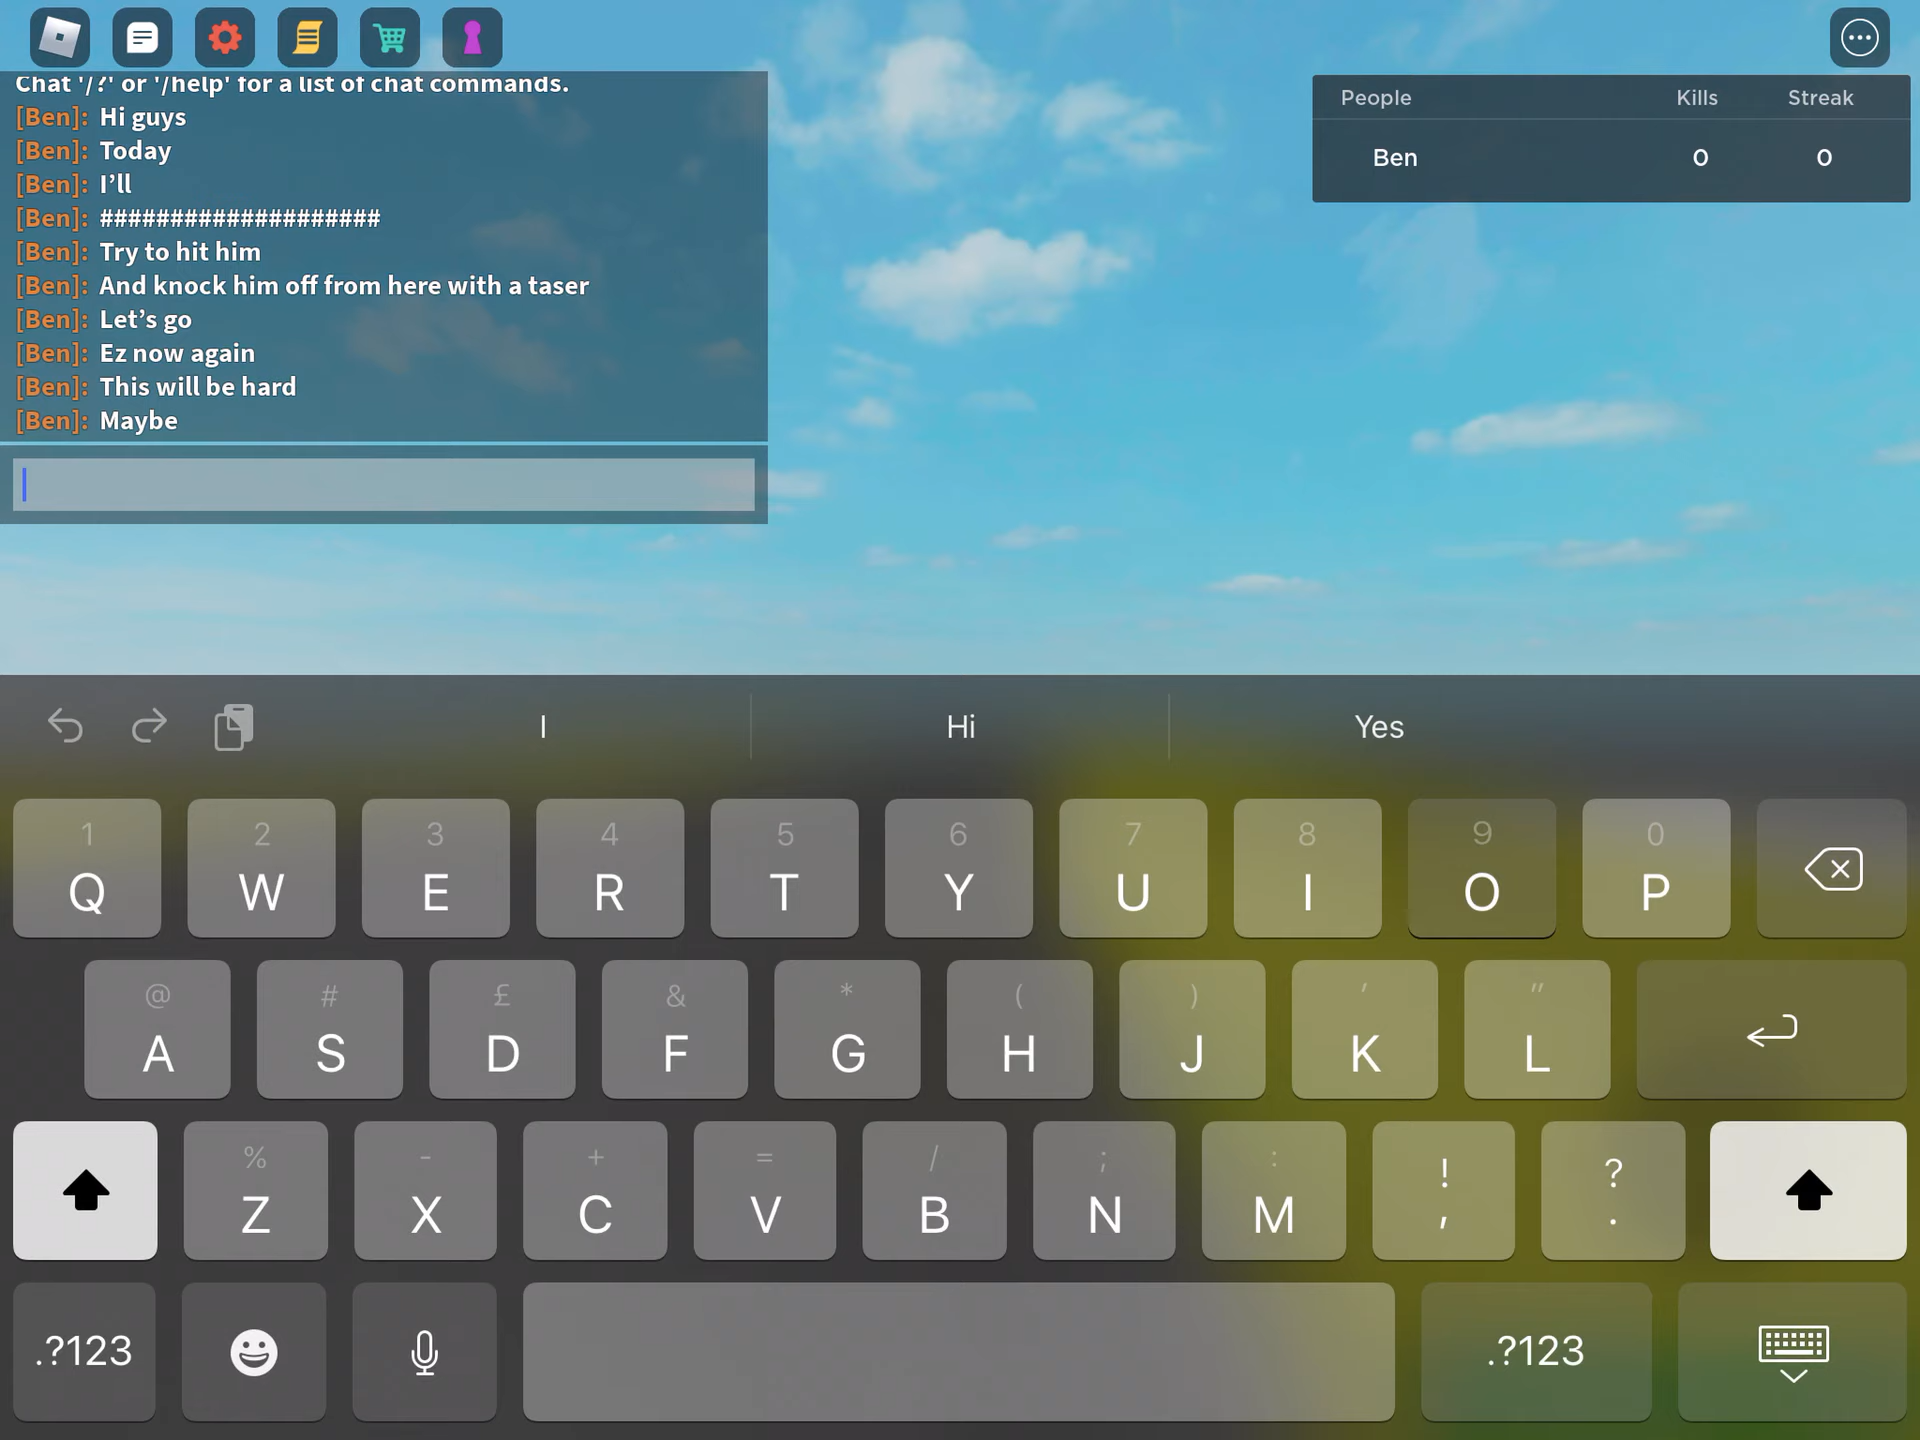 Chat '/?' or '/help' for a list of chat commands.
[Ben]: Hi guys
[Ben]: Today
[Ben]: I’ll
[Ben]: ####################
[Ben]: Try to hit him
[Ben]: And knock him off from here with a taser
[Ben]: Let’s go
[Ben]: Ez now again
[Ben]: This will be hard
[Ben]: Maybe
People Kills Streak
Ben 0 0
I Hi Yes
1 2 3 4 5 6 7 8 9 0
Q W E R T Y U I O P
@ # £ & * ( ) ' "
A S D F G H J K L
% - + = / ; : ! ?
Z X C V B N M , .
.?123 .?123